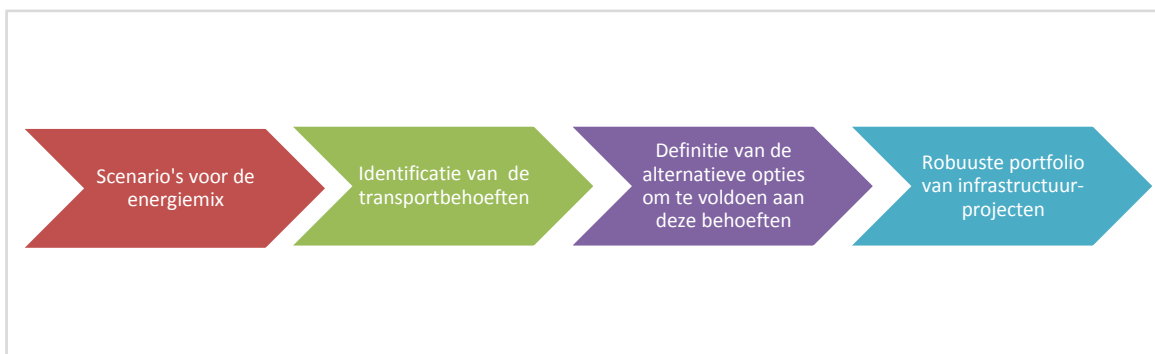 Scenario's voor de
energiemix
Identificatie van de
transportbehoeften
Definitie van de
alternatieve opties
om te voldoen aan
deze behoeften
Robuuste portfolio
van infrastructuur-
projecten